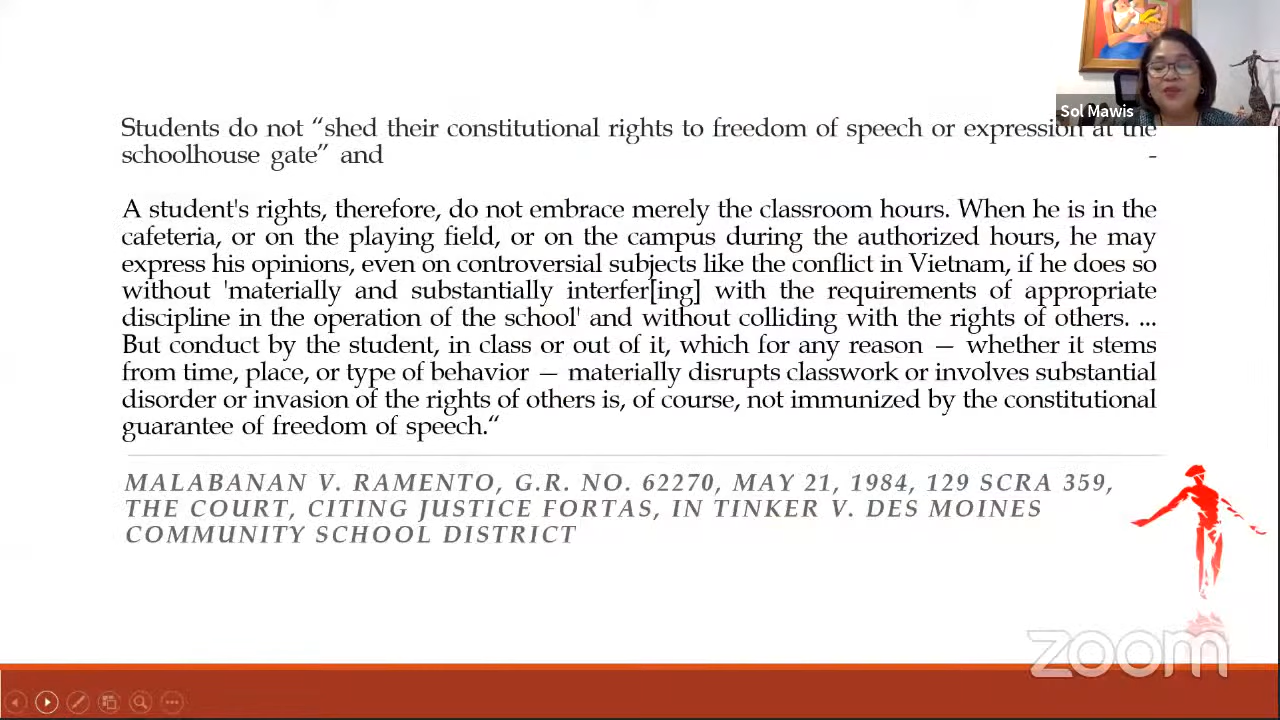 Sol Mawis
Students do not “shed their constitutional rights to freedom of speech or expression at the
schoolhouse gate” and -
A student's rights, therefore, do not embrace merely the classroom hours. When he is in the
cafeteria, or on the playing field, or on the campus during the authorized hours, he may
express his opinions, even on controversial subjects like the conflict in Vietnam, if he does so
without 'materially and substantially interfer[ing] with the requirements of appropriate
discipline in the operation of the school' and without colliding with the rights of others. ...
But conduct by the student, in class or out of it, which for any reason — whether it stems
from time, place, or type of behavior — materially disrupts classwork or involves substantial
disorder or invasion of the rights of others is, of course, not immunized by the constitutional
guarantee of freedom of speech.“
MALABANAN V. RAMENTO, G.R. NO. 62270, MAY 21, 1984, 129 SCRA 359,
THE COURT, CITING JUSTICE FORTAS, IN TINKER V. DES MOINES
COMMUNITY SCHOOL DISTRICT
zoom